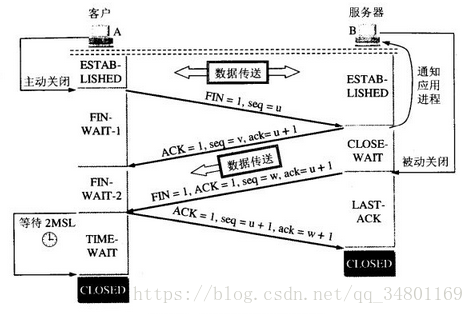 客户
服务器
A
B
ESTABLISHED
数据传送
ESTAB-
LISHED
通知
应用
进程
主动关闭
FIN = 1, seq = u
FIN-
WAIT-1
ACK = 1, seq = v, ack= u + 1
CLOSE-
WAIT
数据传送
被动关闭
FIN = 1, ACK = 1, seq = w, ack= u + 1
FIN-
WAIT-2
ACK = 1, seq = u + 1, ack = w + 1
LAST-
ACK
等待 2MSL
TIME-
WAIT
CLOSED
CLOSED
https://blog.csdn.net/qq_34801169